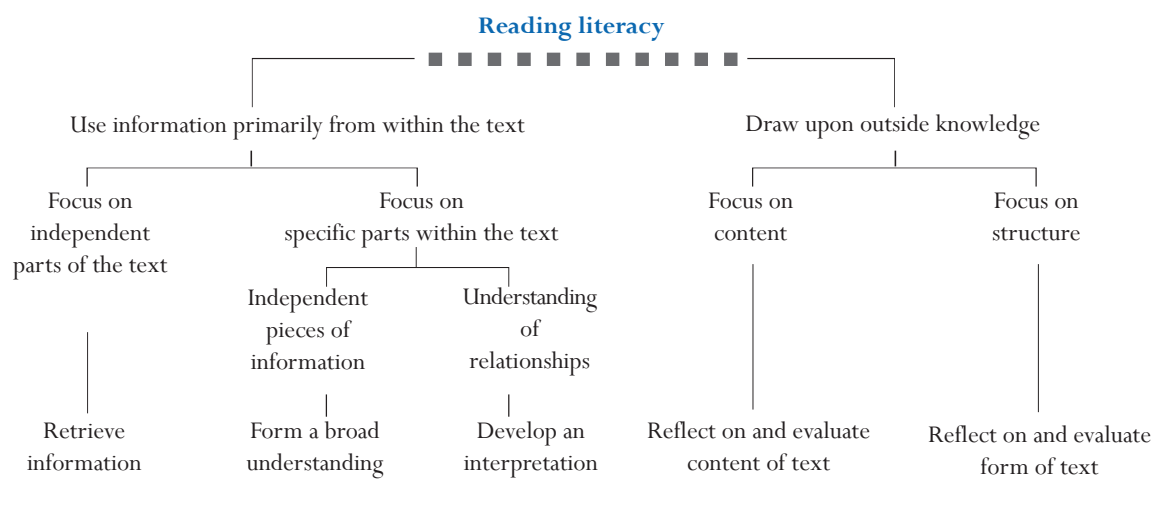 Reading literacy
Use information primarily from within the text
Draw upon outside knowledge
Focus on
independent
parts of the text
Focus on
specific parts within the text
Focus on
content
Focus on
structure
Independent
pieces of
information
Understanding
of
relationships
Retrieve
information
Form a broad
understanding
Develop an
interpretation
Reflect on and evaluate
content of text
Reflect on and evaluate
form of text